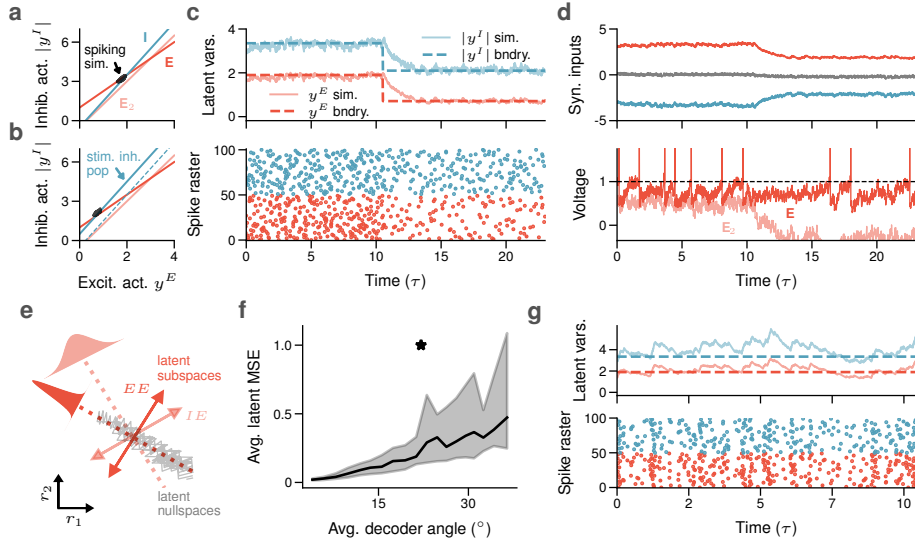 a
Inhib. act. |y^I|
6
3
0
spiking
sim.
I
E
E₂
0
2
4
b
Inhib. act. |y^I|
6
3
0
stim. inh.
pop
0
2
4
Excit. act. y^E
c
Latent vars.
4
2
0
|y^I| sim.
|y^I| bndry.
y^E sim.
y^E bndry.
Spike raster
100
50
0
0
5
10
15
20
Time (τ)
d
Syn. inputs
5
0
-5
Voltage
1
0
E
E₂
0
5
10
15
20
Time (τ)
e
latent
subspaces
EE
IE
latent
nullspaces
r₂
r₁
f
Avg. latent MSE
1.0
0.5
0
15
30
Avg. decoder angle (°)
g
Latent vars.
4
2
0
Spike raster
100
50
0
0
2
5
7
10
Time (τ)